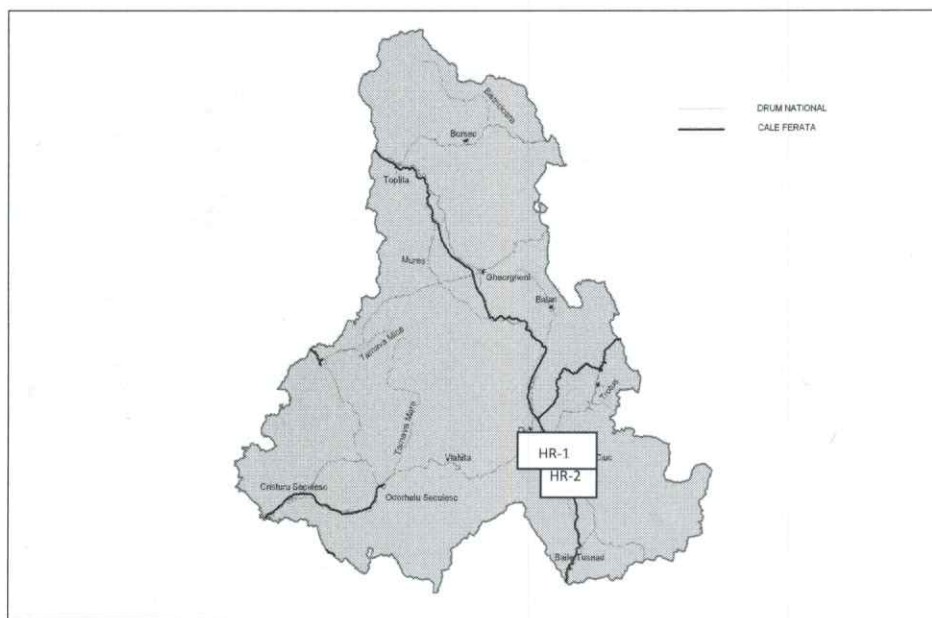 DRUM NATIONAL
CALE FERATA
Borsec
Toplita
Mures
Gheorgheni
Balan
Tarnava Mica
Trotus
Tarnava Mare
HR-1
Ciuc
Vlahita
HR-2
Cristuru Secuiesc
Odorheiu Secuiesc
Baile Tusnad